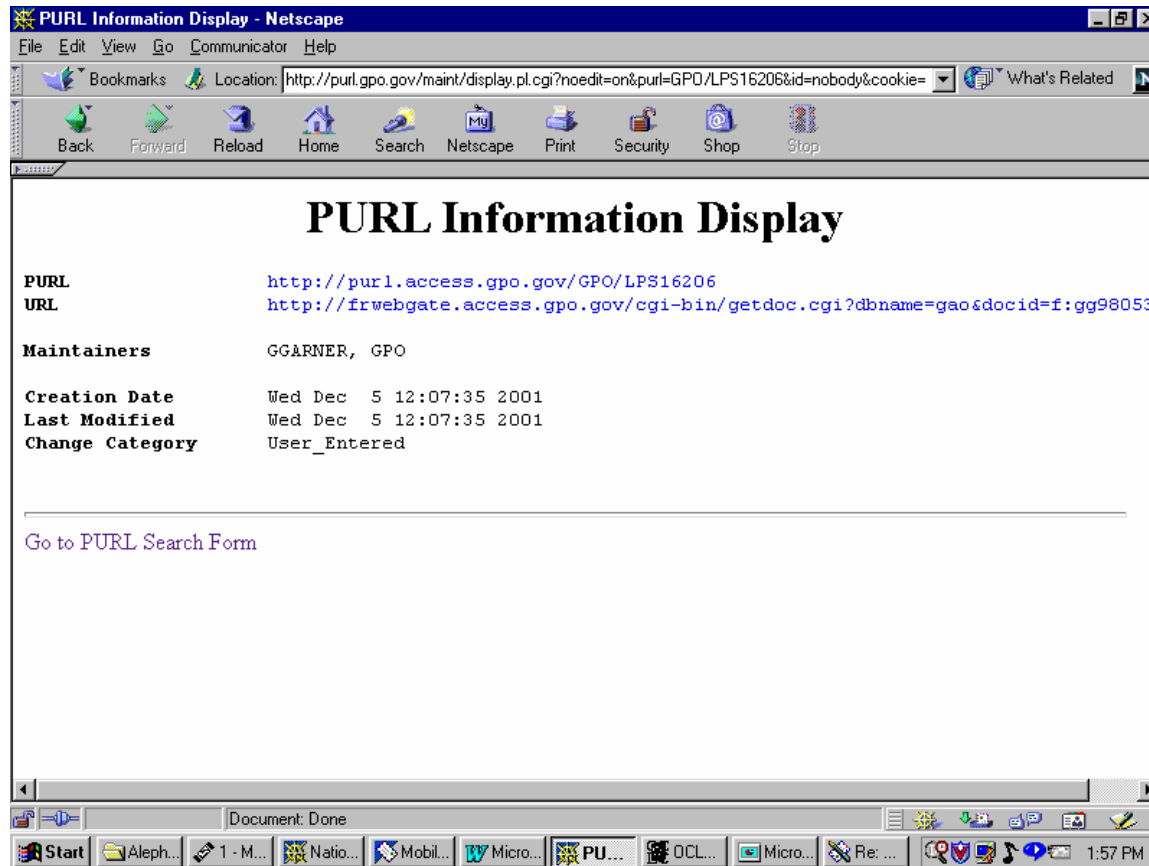 PURL Information Display - Netscape
File Edit View Go Communicator Help
Bookmarks Location: http://purl.gpo.gov/maint/display.pl.cgi?noedit=on&purl=GPO/LPS16206&id=nobody&cookie= What's Related
Back Forward Reload Home Search Netscape Print Security Shop Stop
PURL Information Display
PURL http://purl.access.gpo.gov/GPO/LPS16206
URL http://frwebgate.access.gpo.gov/cgi-bin/getdoc.cgi?dbname=gao&docid=f:gg98053
Maintainers GGARNER, GPO
Creation Date Wed Dec 5 12:07:35 2001
Last Modified Wed Dec 5 12:07:35 2001
Change Category User_Entered
Go to PURL Search Form
Document: Done
Start Aleph... 1 - M... Natio... Mobil... Micro... PU... OCL... Micro... Re: ... 1:57 PM